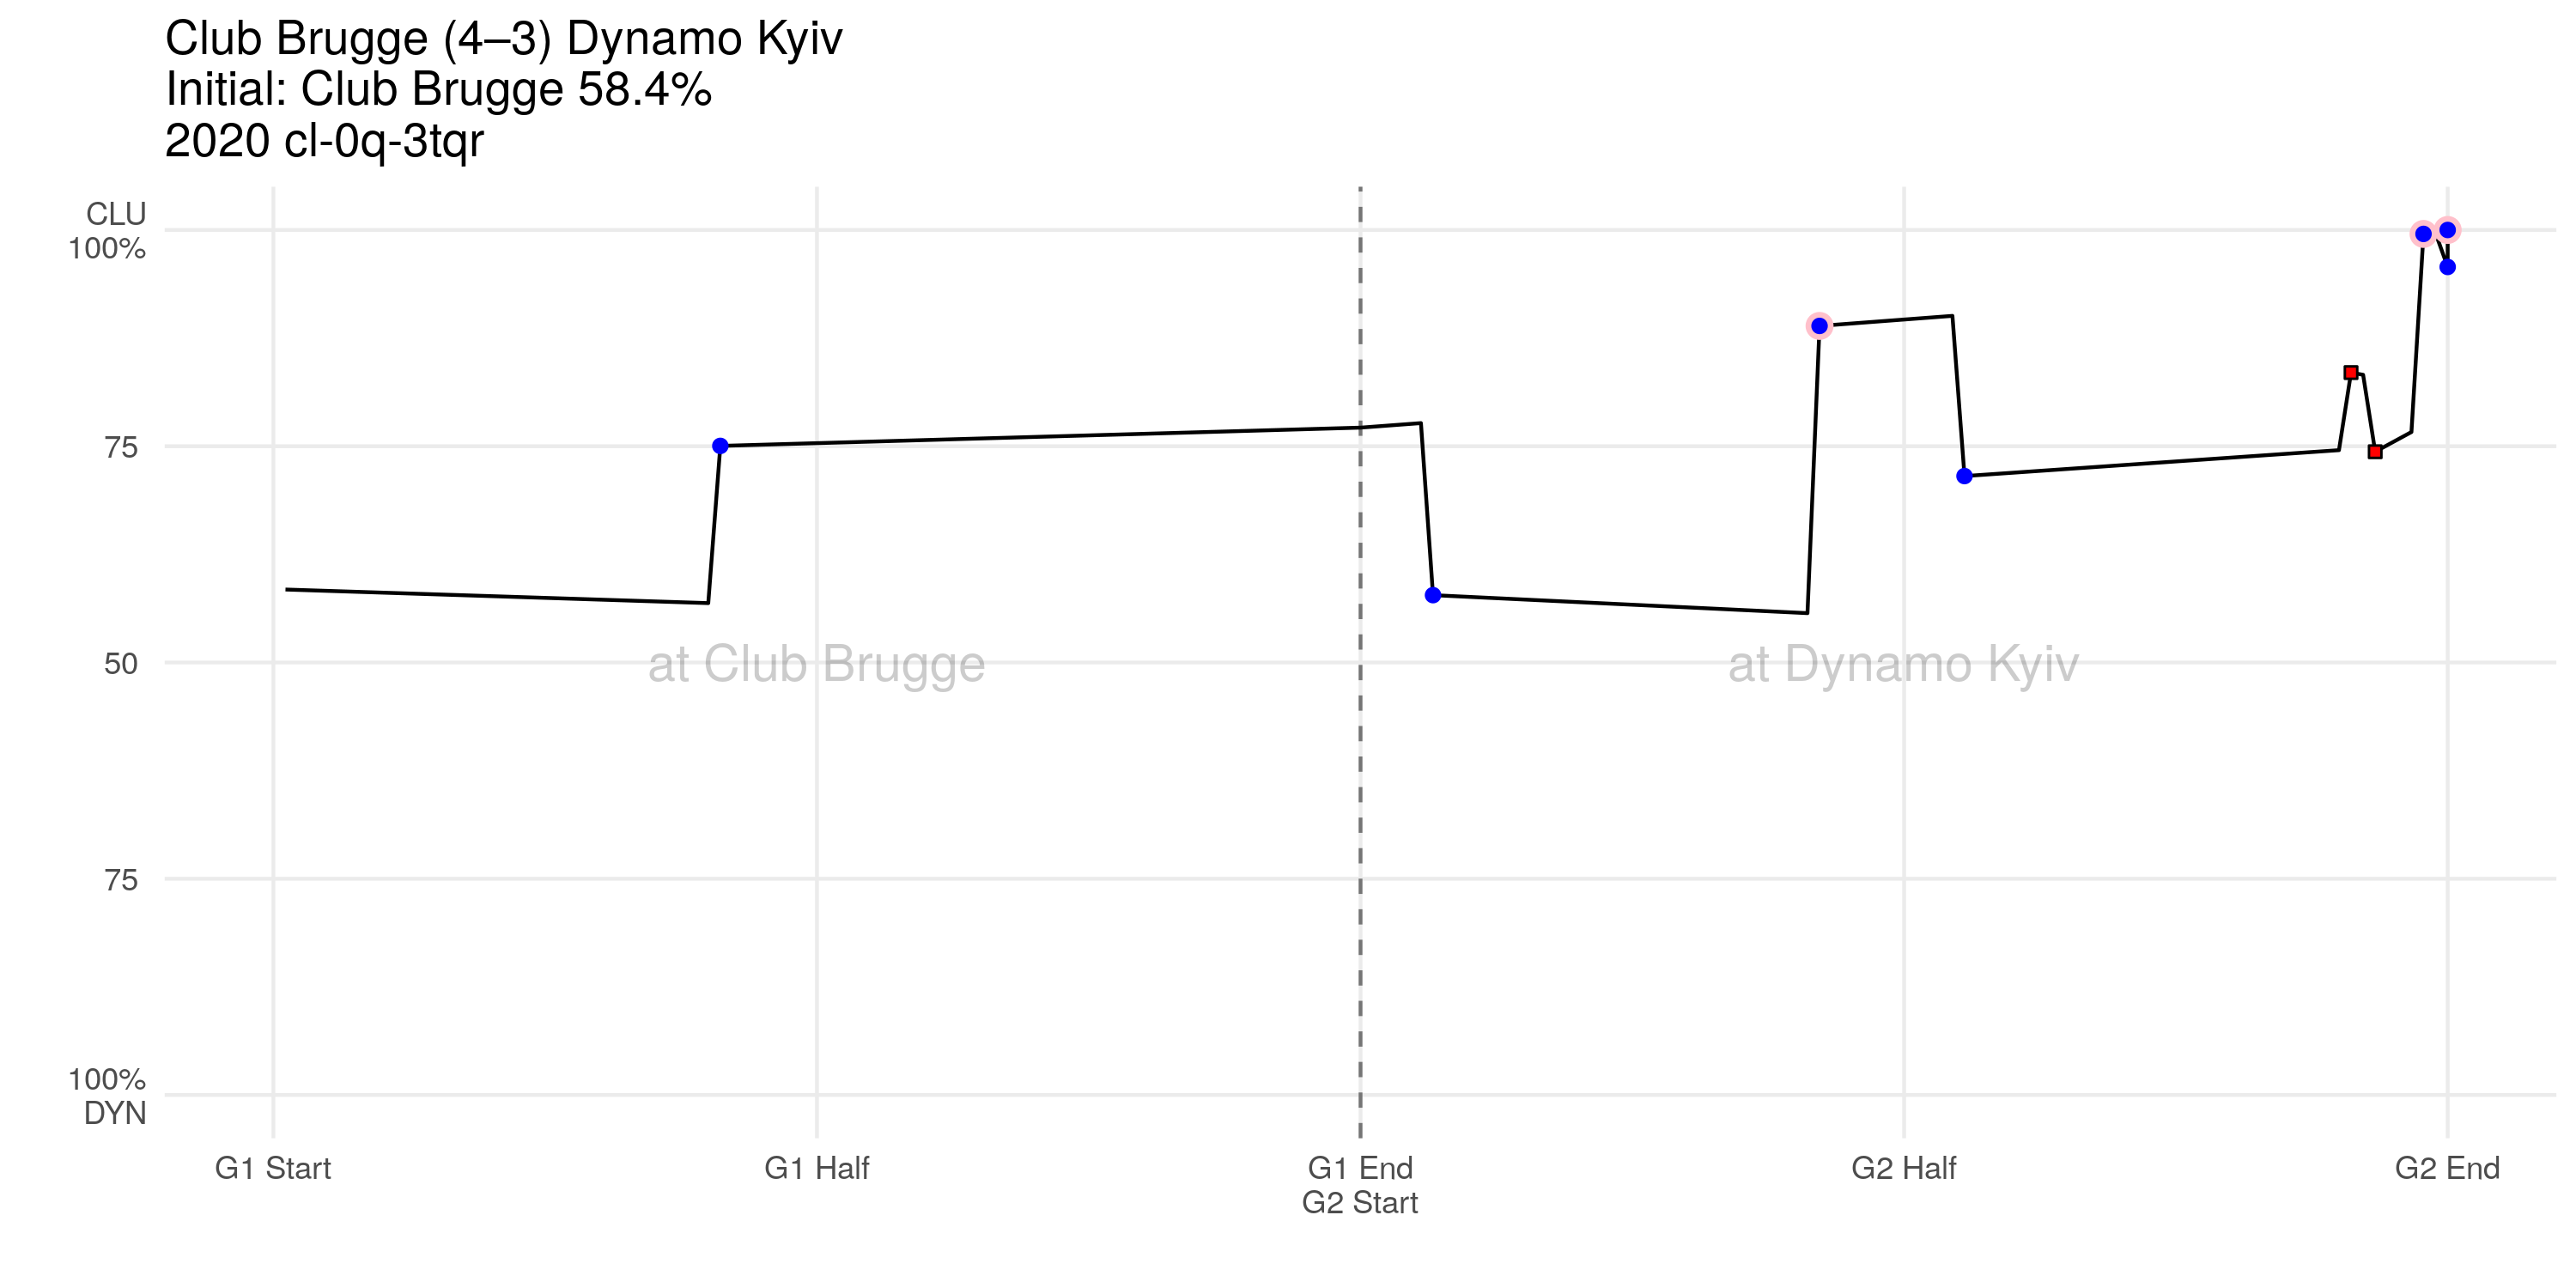 Club Brugge (4–3) Dynamo Kyiv
Initial: Club Brugge 58.4%
2020 cl-0q-3tqr
CLU
100%
75
50
75
100%
DYN
at Club Brugge
at Dynamo Kyiv
G1 Start
G1 Half
G1 End
G2 Start
G2 Half
G2 End